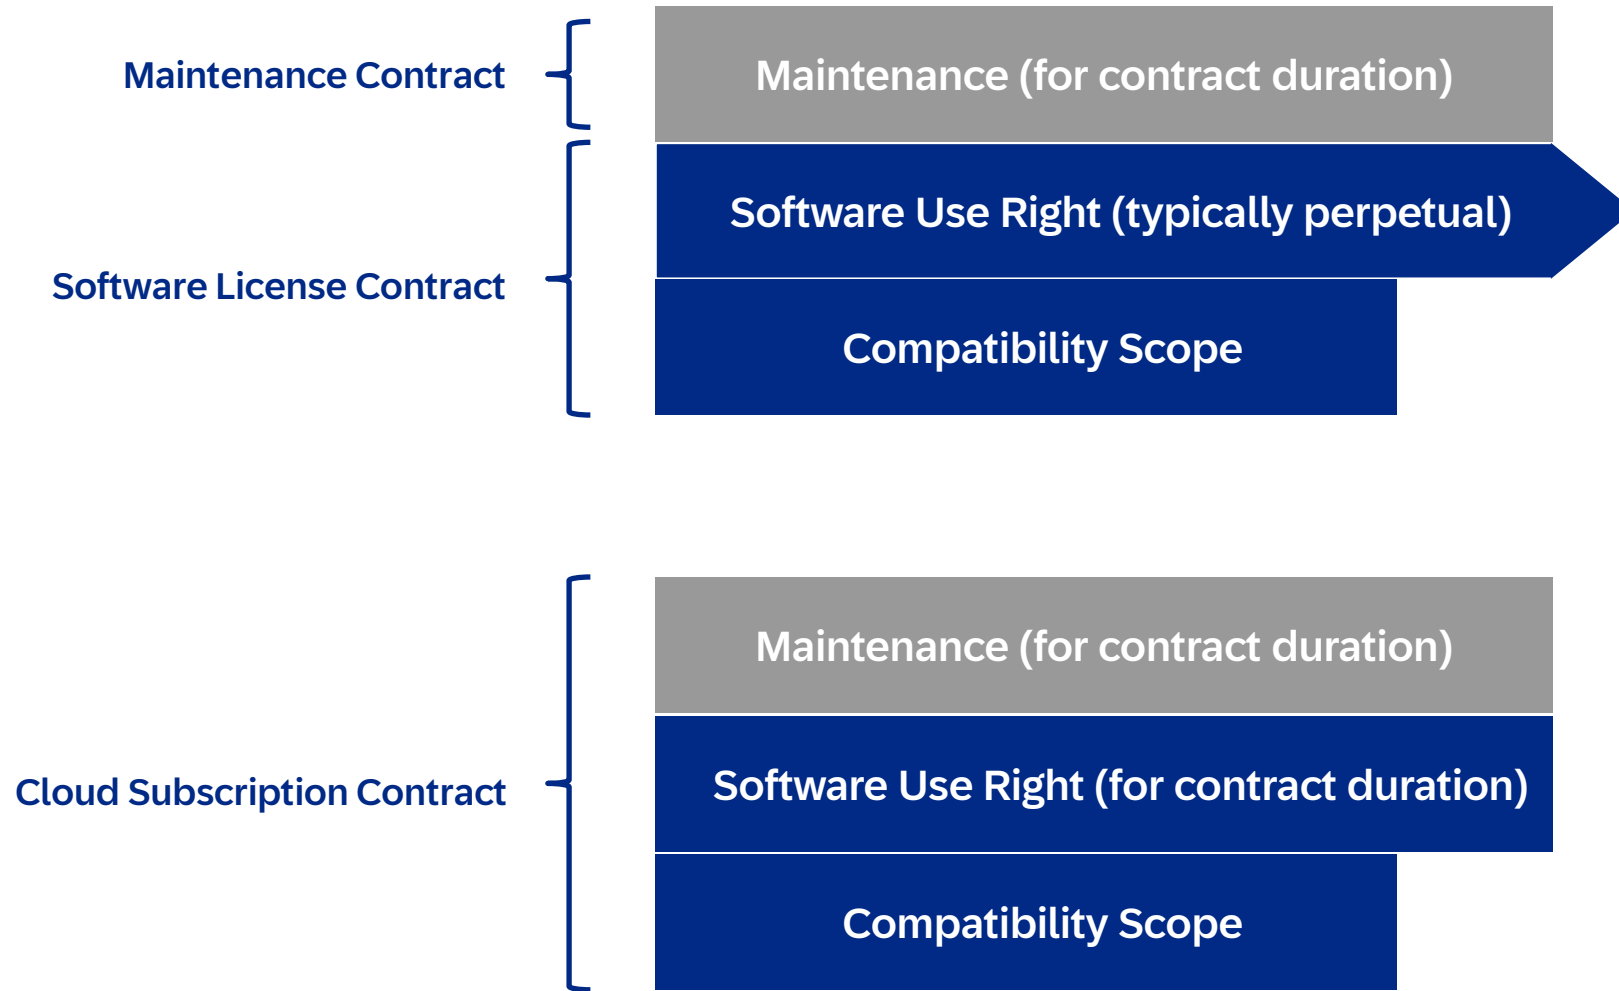 Maintenance Contract
Maintenance (for contract duration)
Software Use Right (typically perpetual)
Software License Contract
Compatibility Scope
Maintenance (for contract duration)
Cloud Subscription Contract
Software Use Right (for contract duration)
Compatibility Scope